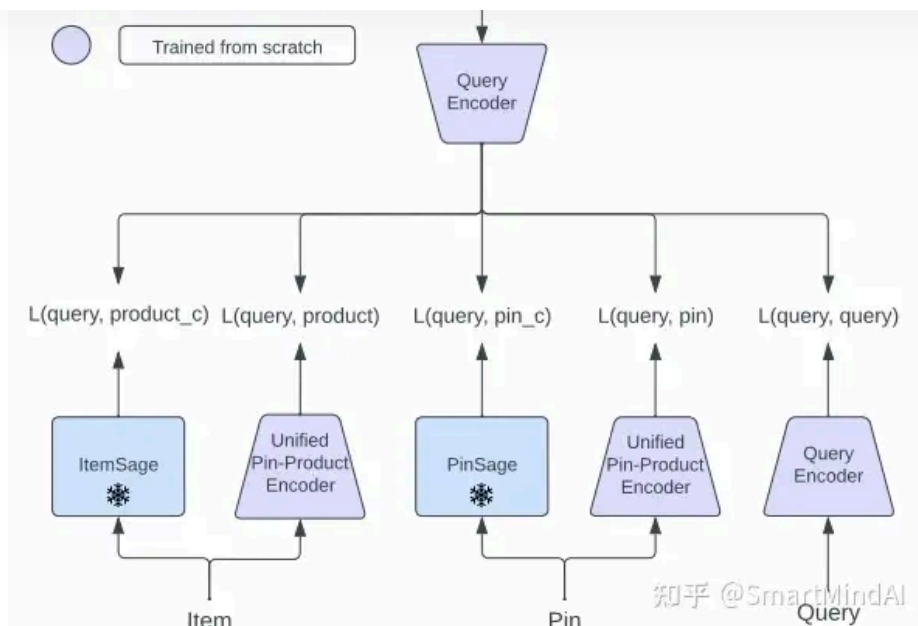 Trained from scratch
Query
Encoder
L(query, product_c)
L(query, product)
L(query, pin_c)
L(query, pin)
L(query, query)
ItemSage
Unified
Pin-Product
Encoder
PinSage
Unified
Pin-Product
Encoder
Query
Encoder
Item
Pin
Query
知乎 @SmartMindAI